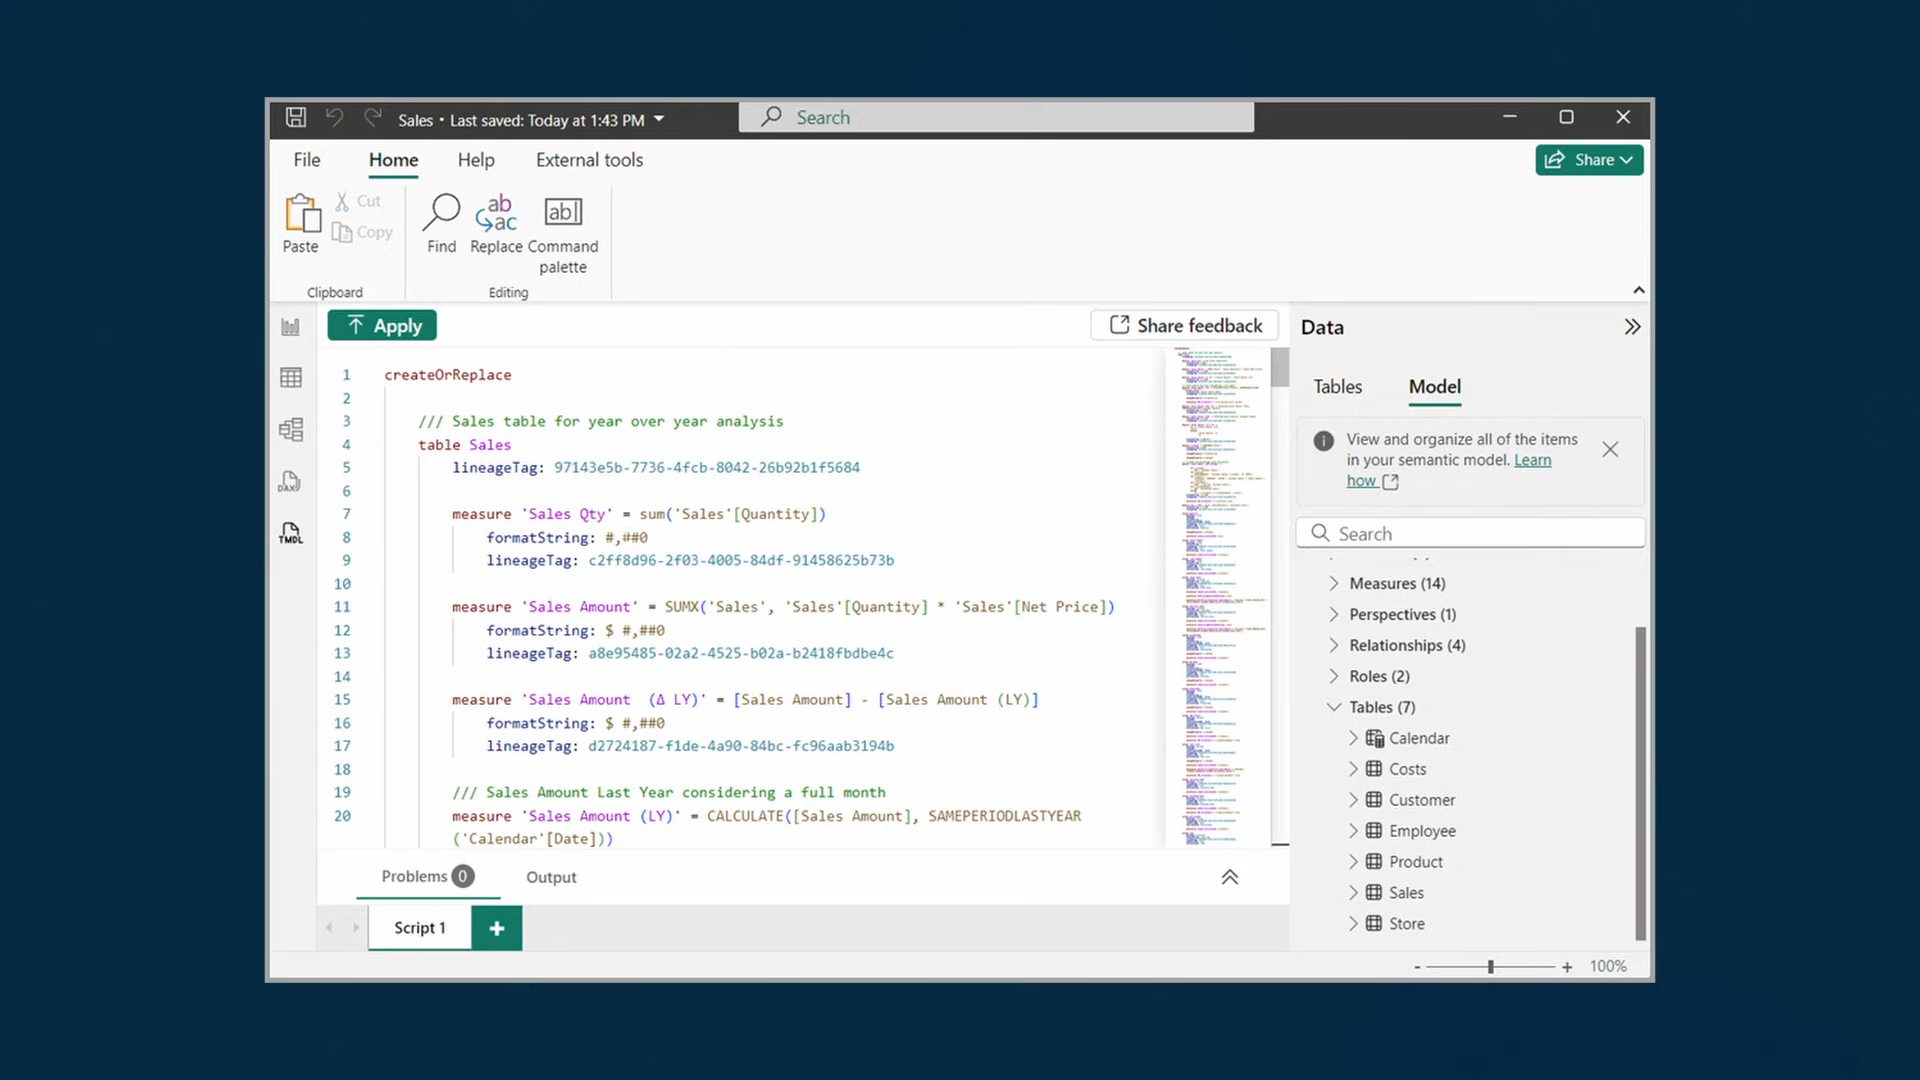 Sales • Last saved: Today at 1:43 PM
Search
File Home Help External tools
Share
Paste
Cut
Copy
Find
Replace
Command palette
Clipboard
Editing
Apply
Share feedback
1 createOrReplace
2
3 /// Sales table for year over year analysis
4 table Sales
5 lineageTag: 97143e5b-7736-4fcb-8042-26b92b1f5684
6
7 measure 'Sales Qty' = sum('Sales'[Quantity])
8 formatString: #,##0
9 lineageTag: c2ff8d96-2f03-4005-84df-91458625b73b
10
11 measure 'Sales Amount' = SUMX('Sales', 'Sales'[Quantity] * 'Sales'[Net Price])
12 formatString: $ #,##0
13 lineageTag: a8e95485-02a2-4525-b02a-b2418fbdbe4c
14
15 measure 'Sales Amount  (Δ LY)' = [Sales Amount] - [Sales Amount (LY)]
16 formatString: $ #,##0
17 lineageTag: d2724187-f1de-4a90-84bc-fc96aab3194b
18
19 /// Sales Amount Last Year considering a full month
20 measure 'Sales Amount (LY)' = CALCULATE([Sales Amount], SAMEPERIODLASTYEAR
('Calendar'[Date]))
DAX
TMDL
Problems 0
Output
Script 1
+
Data
Tables
Model
View and organize all of the items
in your semantic model. Learn
how
Search
Measures (14)
Perspectives (1)
Relationships (4)
Roles (2)
Tables (7)
Calendar
Costs
Customer
Employee
Product
Sales
Store
- + 100%